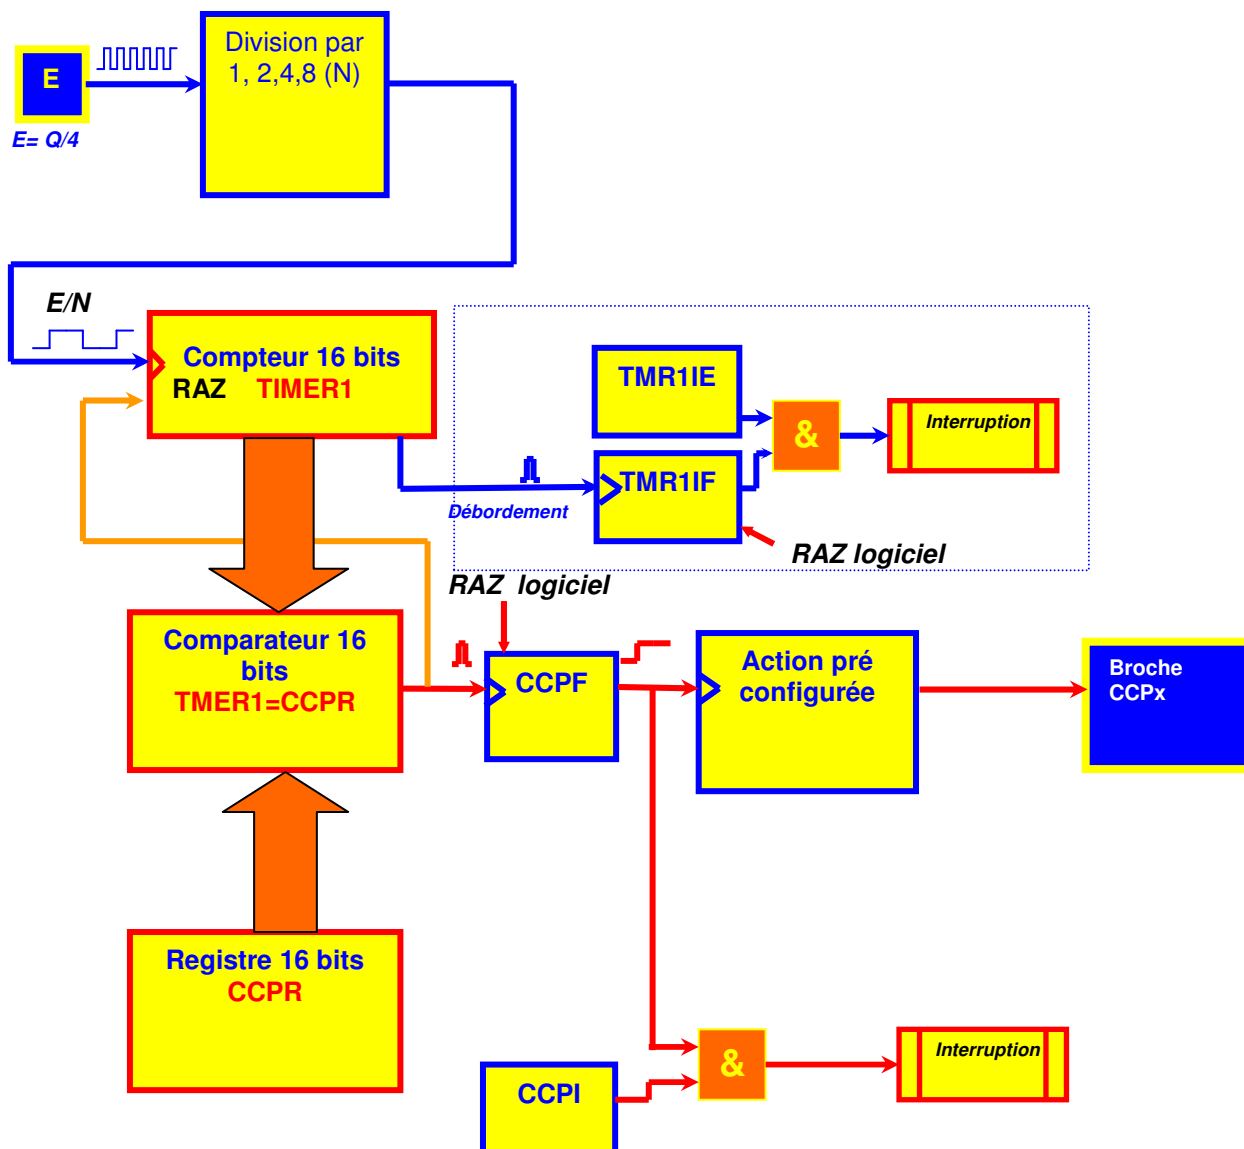 Division par
1, 2,4,8 (N)
E
E= Q/4
E/N
Compteur 16 bits
RAZ TIMER1
TMR1IE
&
Interruption
TMR1IF
Débordement
RAZ logiciel
RAZ logiciel
Comparateur 16
bits
TMER1=CCPR
CCPF
Action pré
configurée
Broche
CCPx
Registre 16 bits
CCPR
&
Interruption
CCPI